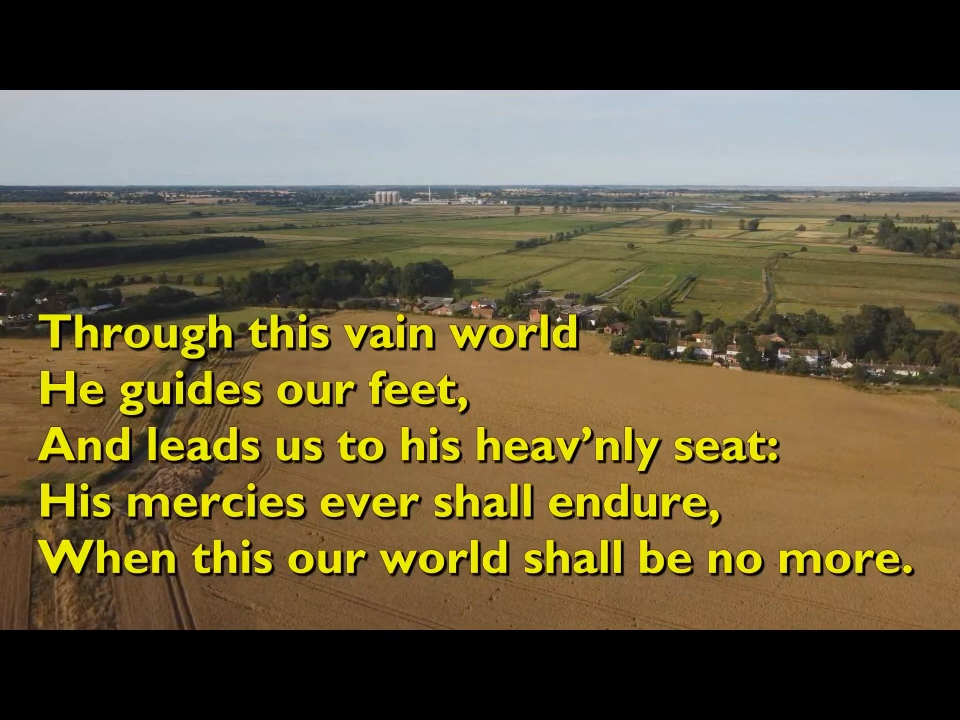 Through this vain world
He guides our feet,
And leads us to his heav’nly seat:
His mercies ever shall endure,
When this our world shall be no more.